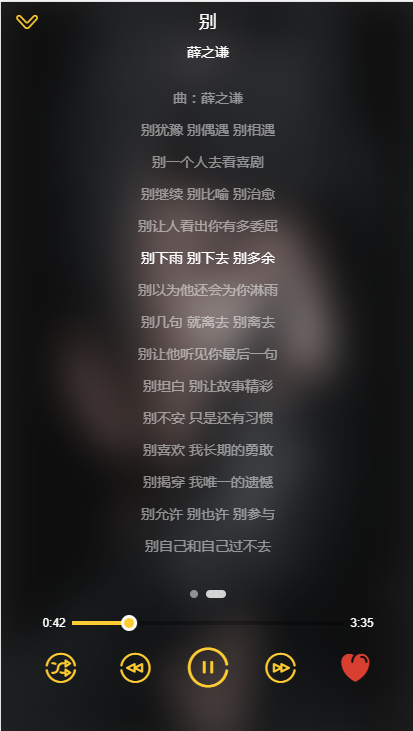 别
薛之谦
曲：薛之谦
别犹豫 别偶遇 别相遇
别一个人去看喜剧
别继续 别比喻 别治愈
别让人看出你有多委屈
别下雨 别下去 别多余
别以为他还会为你淋雨
别几句 就离去 别离去
别让他听见你最后一句
别坦白 别让故事精彩
别不安 只是还有习惯
别喜欢 我长期的勇敢
别揭穿 我唯一的遗憾
别允许 别也许 别参与
别自己和自己过不去
0:42 3:35